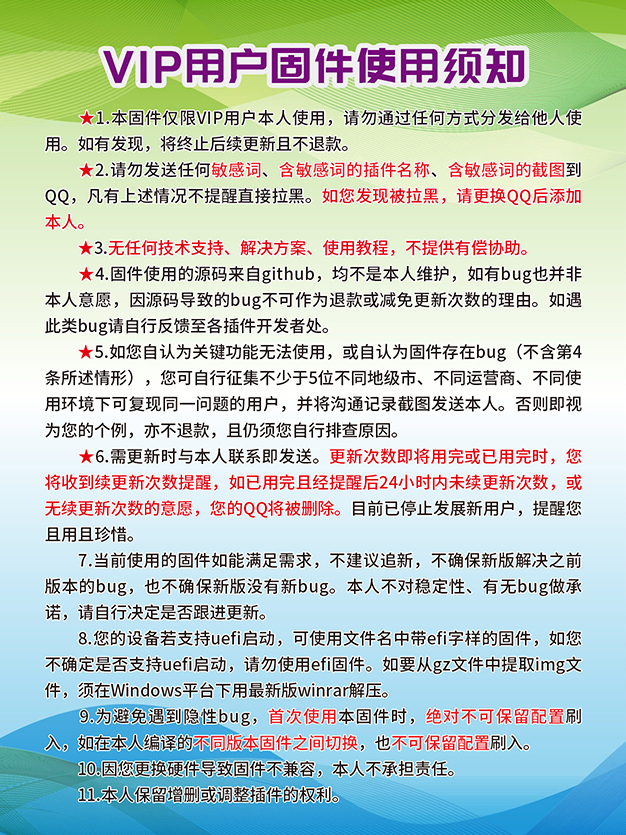 VIP用户固件使用须知
★1.本固件仅限VIP用户本人使用，请勿通过任何方式分发给他人使
用。如有发现，将终止后续更新且不退款。
★2.请勿发送任何敏感词、含敏感词的插件名称、含敏感词的截图到
QQ，凡有上述情况不提醒直接拉黑。如您发现被拉黑，请更换QQ后添加
本人。
★3.无任何技术支持、解决方案、使用教程，不提供有偿协助。
★4.固件使用的源码来自github，均不是本人维护，如有bug也并非
本人意愿，因源码导致的bug不可作为退款或减免更新次数的理由。如遇
此类bug请自行反馈至各插件开发者处。
★5.如您自认为关键功能无法使用，或自认为固件存在bug（不含第4
条所述情形），您可自行征集不少于5位不同地级市、不同运营商、不同使
用环境下可复现同一问题的用户，并将沟通记录截图发送本人。否则即视
为您的个例，亦不退款，且仍须您自行排查原因。
★6.需更新时与本人联系即发送。更新次数即将用完或已用完时，您
将收到续更新次数提醒，如已用完且经提醒后24小时内未续更新次数，或
无续更新次数的意愿，您的QQ将被删除。目前已停止发展新用户，提醒您
且用且珍惜。
7.当前使用的固件如能满足需求，不建议追新，不确保新版解决之前
版本的bug，也不确保新版没有新bug。本人不对稳定性、有无bug做承
诺，请自行决定是否跟进更新。
8.您的设备若支持uefi启动，可使用文件名中带efi字样的固件，如您
不确定是否支持uefi启动，请勿使用efi固件。如要从gz文件中提取img文
件，须在Windows平台下用最新版winrar解压。
9.为避免遇到隐性bug，首次使用本固件时，绝对不可保留配置刷
入，如在本人编译的不同版本固件之间切换，也不可保留配置刷入。
10.因您更换硬件导致固件不兼容，本人不承担责任。
11.本人保留增删或调整插件的权利。